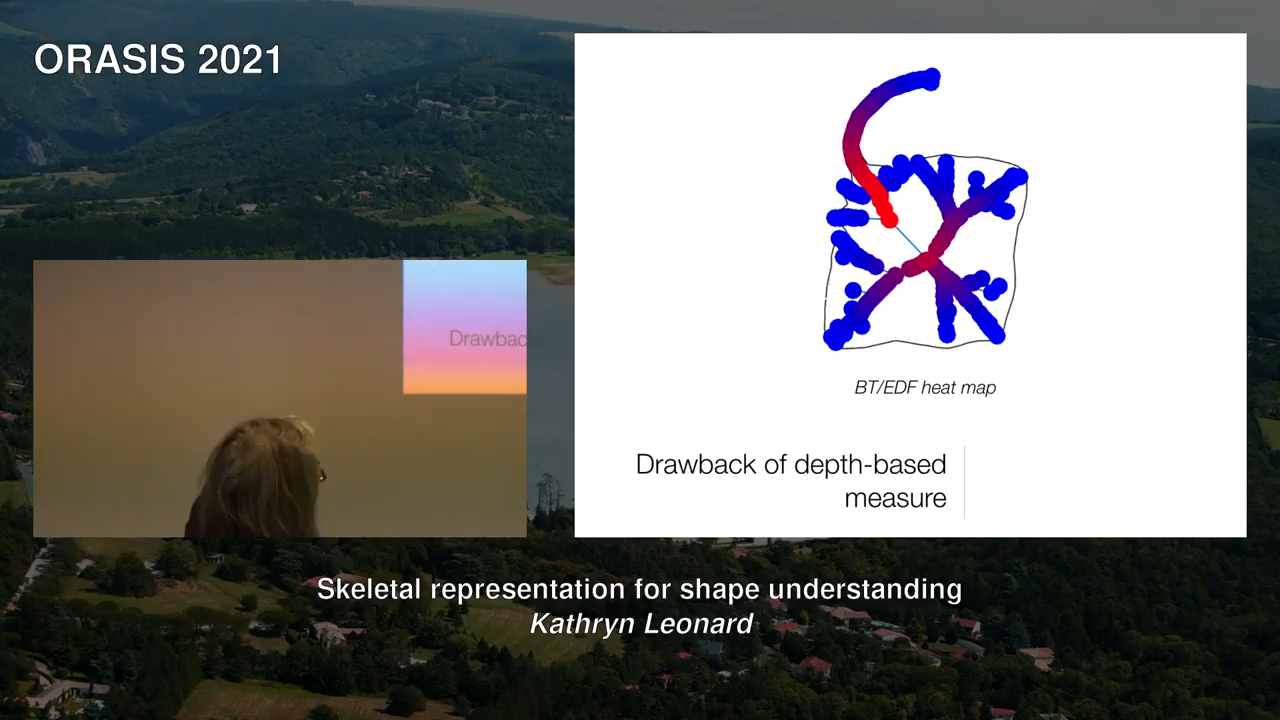 ORASIS 2021
Drawbac
BT/EDF heat map
Drawback of depth-based
measure
Skeletal representation for shape understanding
Kathryn Leonard